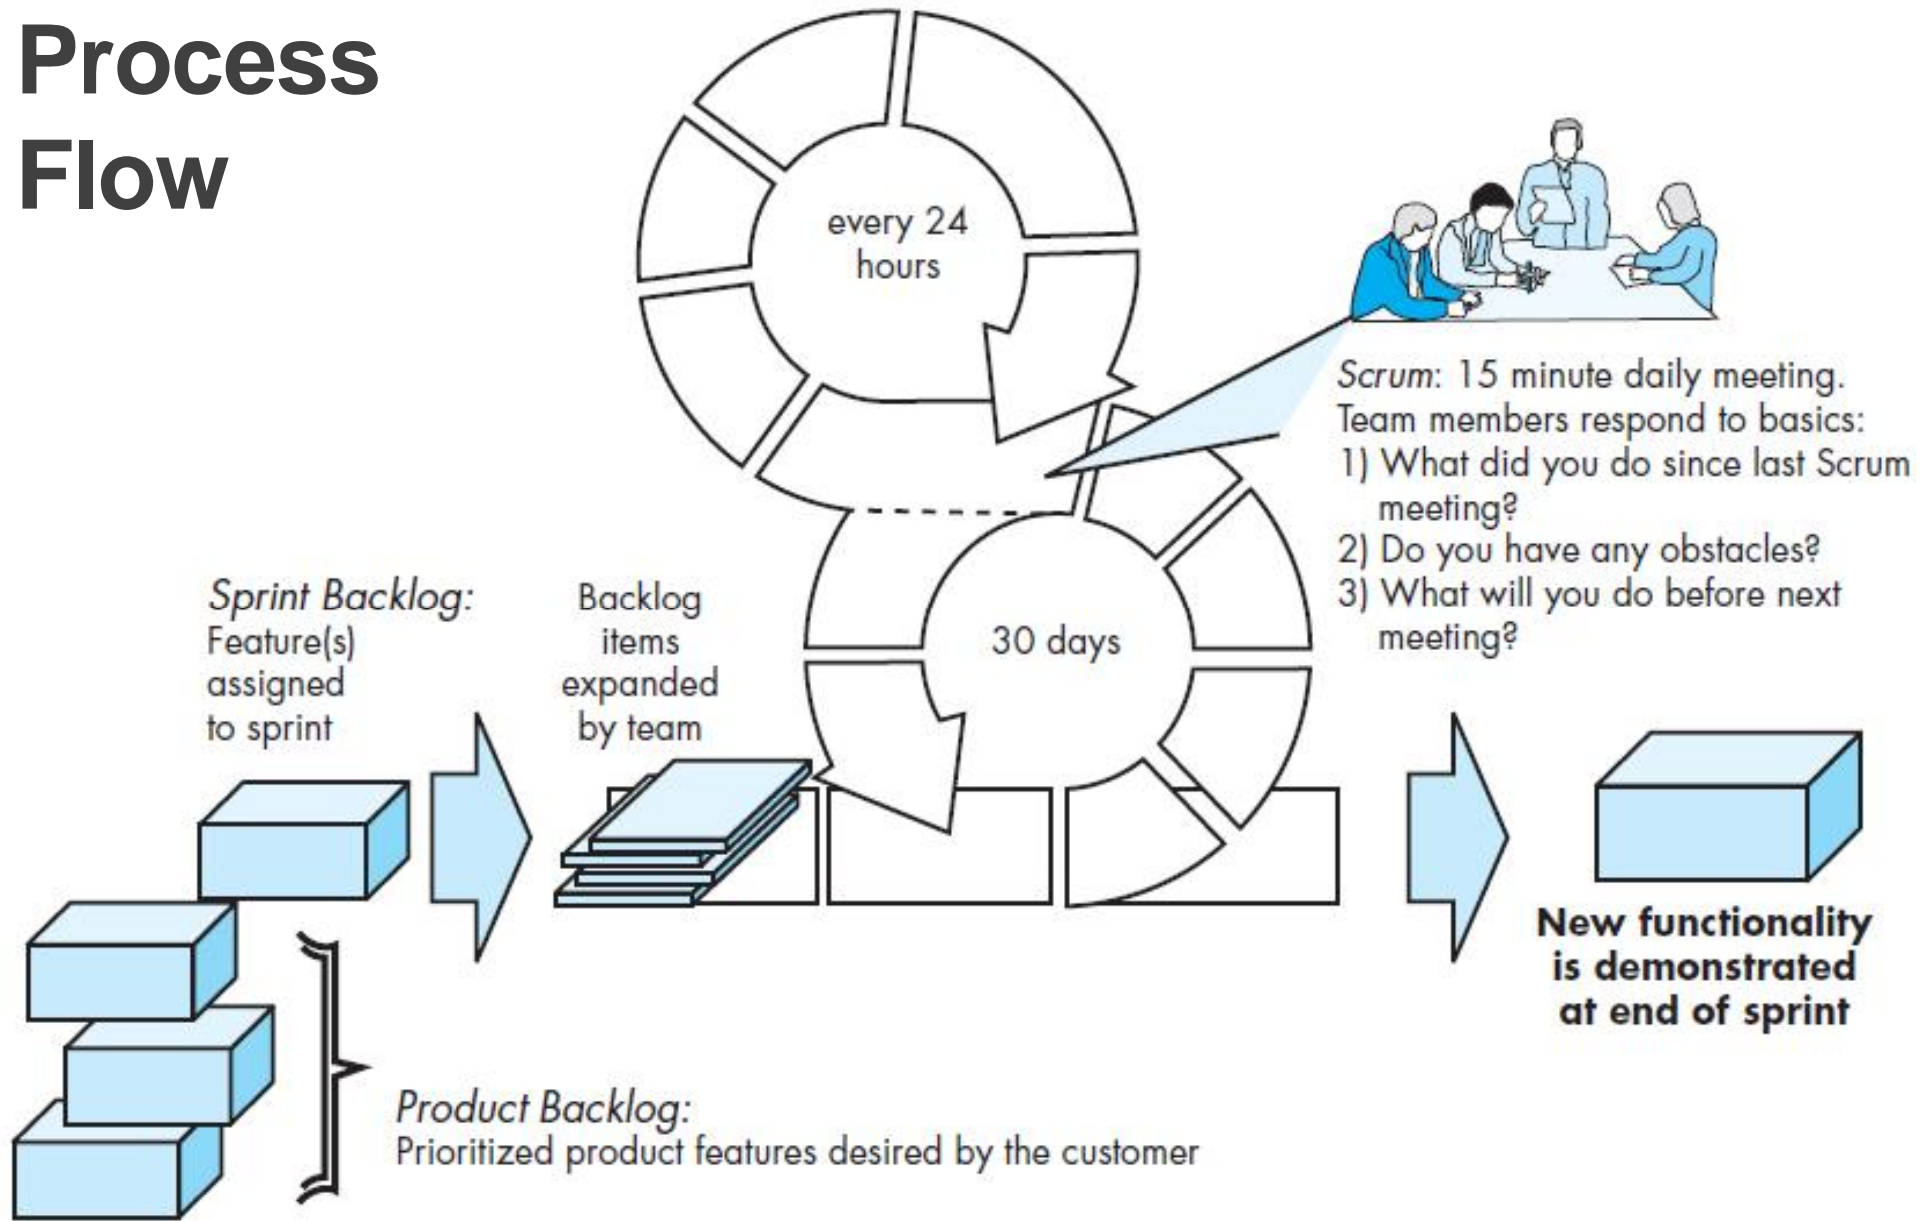 Process
Flow
every 24
hours
Scrum: 15 minute daily meeting.
Team members respond to basics:
1) What did you do since last Scrum
meeting?
2) Do you have any obstacles?
3) What will you do before next
meeting?
Sprint Backlog:
Feature(s)
assigned
to sprint
Backlog
items
expanded
by team
30 days
New functionality
is demonstrated
at end of sprint
Product Backlog:
Prioritized product features desired by the customer